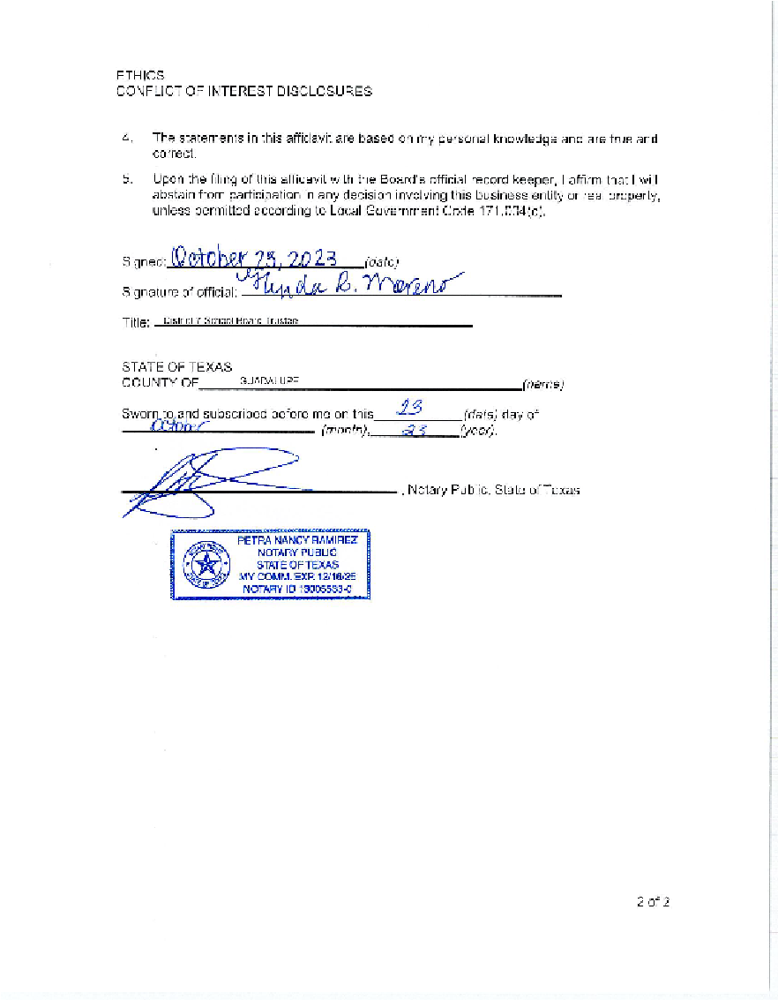 ETHICS
CONFLICT OF INTEREST DISCLOSURES
4. The statements in this affidavit are based on my personal knowledge and are true and
correct.
5. Upon the filing of this affidavit with the Board's official record keeper, I affirm that I will
abstain from participation in any decision involving this business entity or real property,
unless permitted according to Local Government Code 171.004(c).
Signed: October 23, 2023 (date)
Signature of official: R. Moreno
Title: District 7 School Board Trustee
STATE OF TEXAS
COUNTY OF GUADALUPE (name)
Sworn to and subscribed before me on this 23 (date) day of
October (month), 23 (year).
, Notary Public, State of Texas
PETRA NANCY RAMIREZ
NOTARY PUBLIC
STATE OF TEXAS
MY COMM. EXP. 12/16/25
NOTARY ID
2 of 2